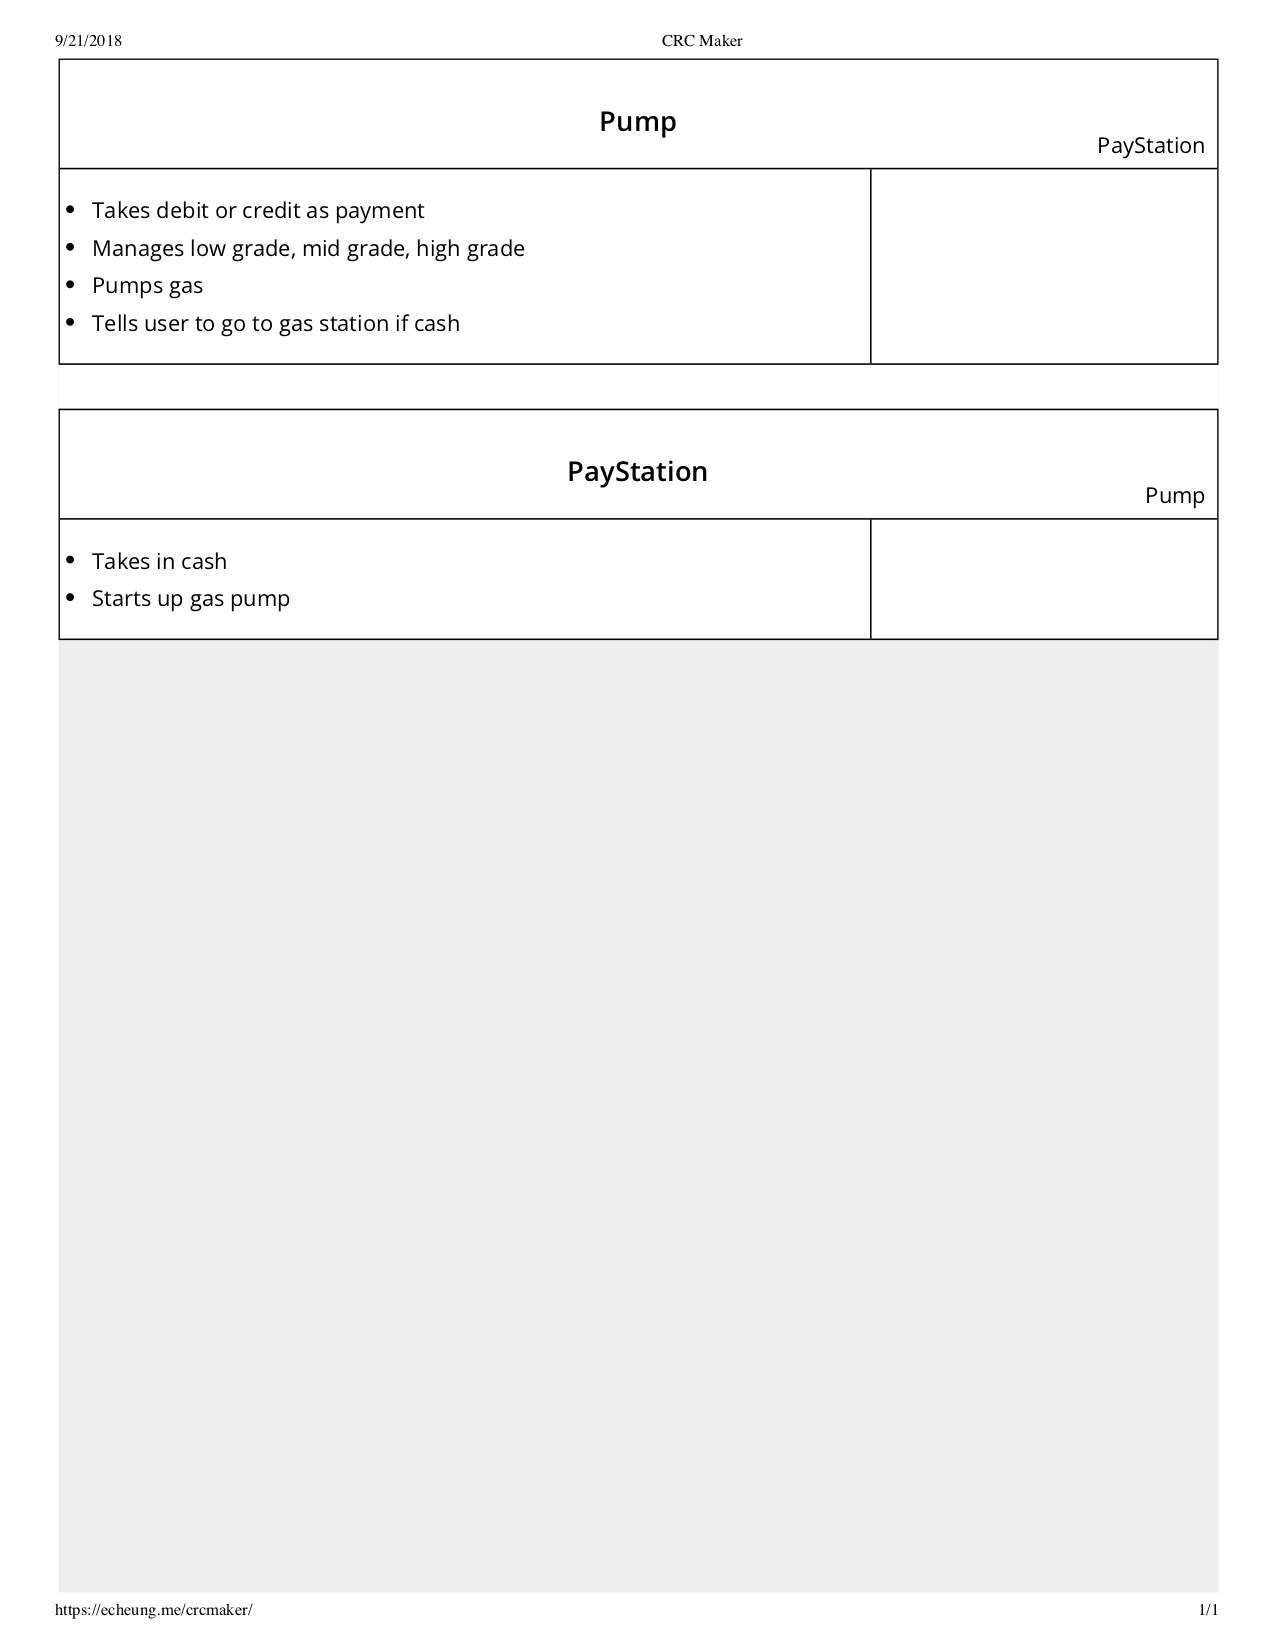 9/21/2018 CRC Maker
Pump
PayStation
• Takes debit or credit as payment
• Manages low grade, mid grade, high grade
• Pumps gas
• Tells user to go to gas station if cash
PayStation
Pump
• Takes in cash
• Starts up gas pump
https://echeung.me/crcmaker/ 1/1